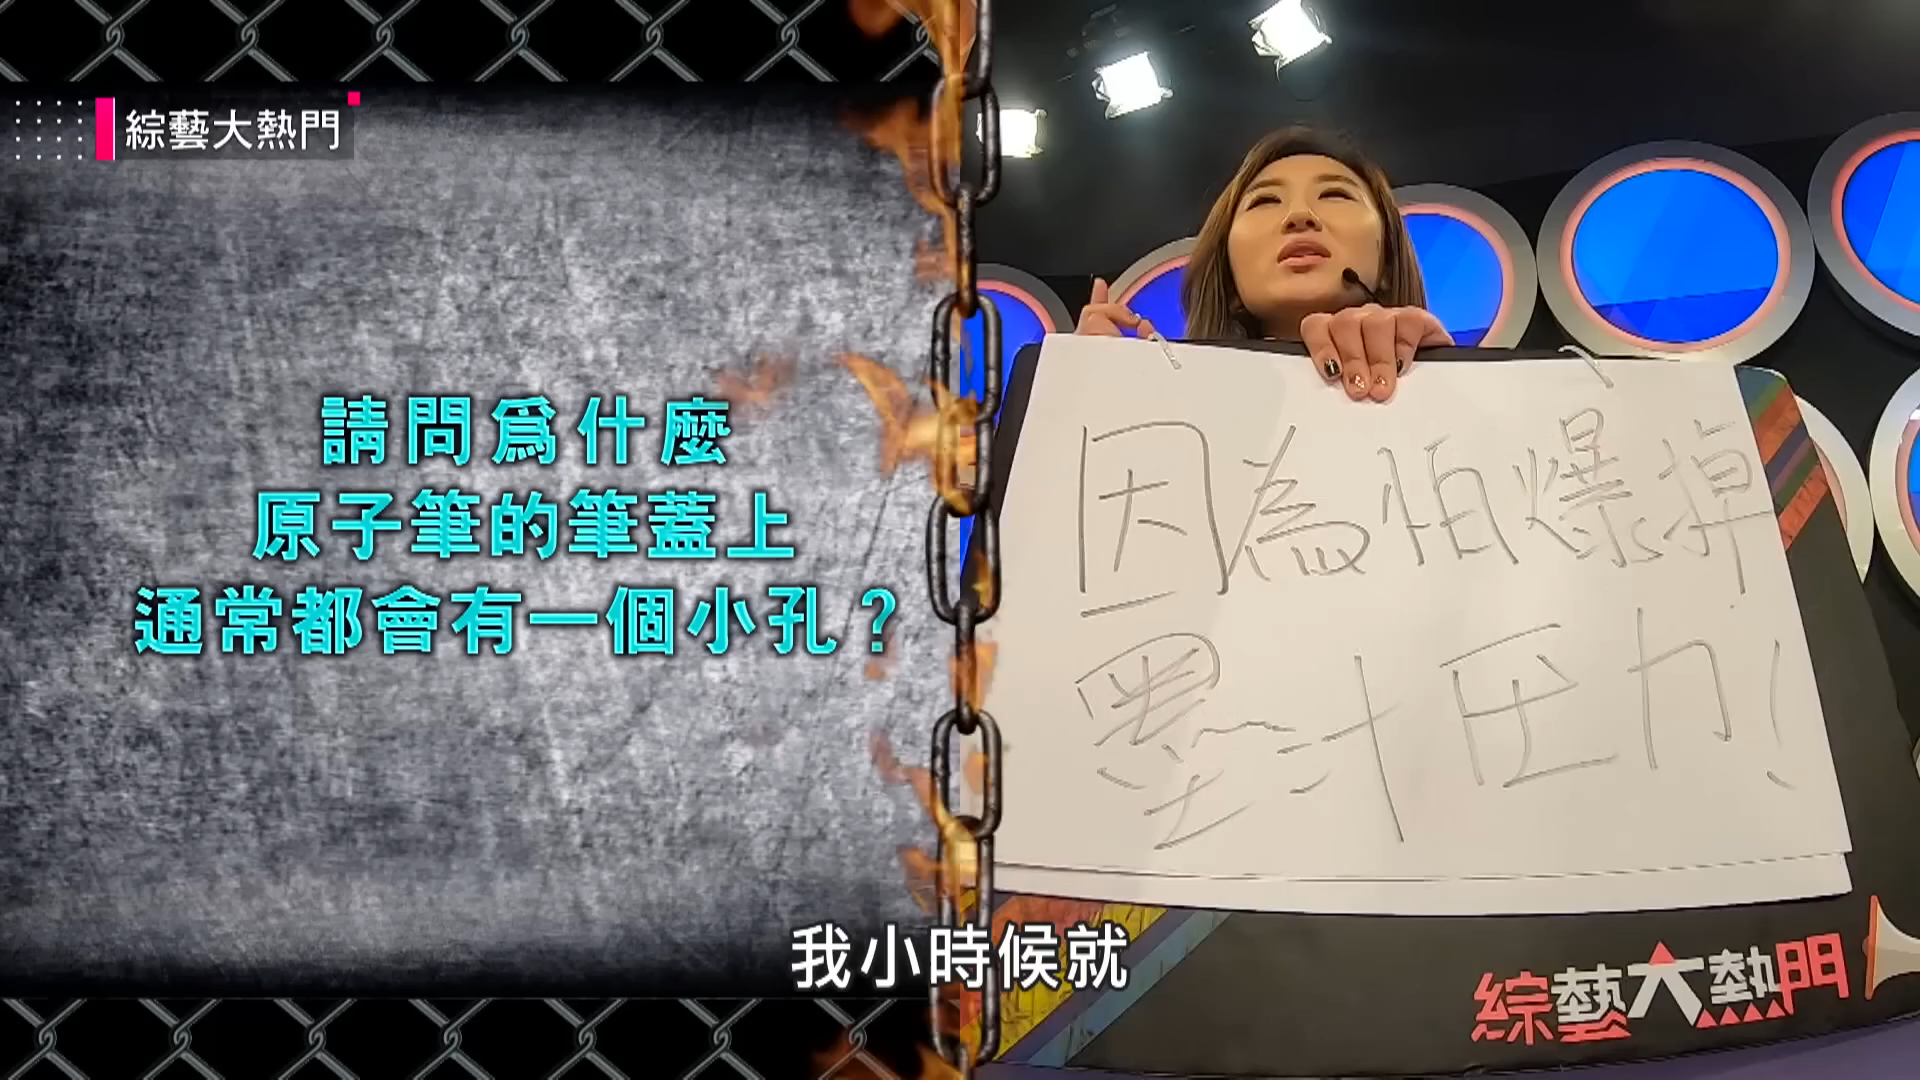 綜藝大熱門
請問爲什麼
原子筆的筆蓋上
通常都會有一個小孔？
因為怕爆掉
墨汁圧力!
我小時候就
綜藝大熱門